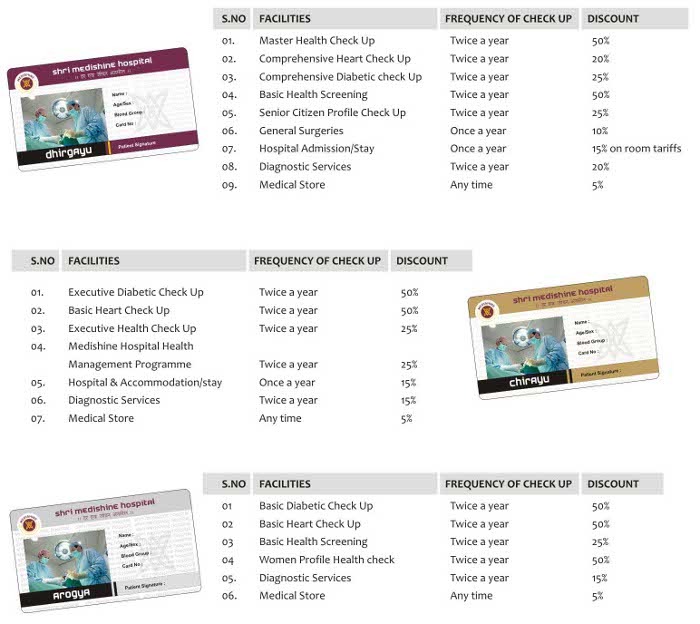 S.NO FACILITIES FREQUENCY OF CHECK UP DISCOUNT
01. Master Health Check Up Twice a year 50%
02. Comprehensive Heart Check Up Twice a year 20%
03. Comprehensive Diabetic check Up Twice a year 25%
04. Basic Health Screening Twice a year 50%
05. Senior Citizen Profile Check Up Twice a year 25%
06. General Surgeries Once a year 10%
07. Hospital Admission/Stay Once a year 15% on room tariffs
08. Diagnostic Services Twice a year 20%
09. Medical Store Any time 5%
shri medishine hospital
Name :
Age/Sex :
Blood Group :
Card No :
Patient Signature
dhirgayu
S.NO FACILITIES FREQUENCY OF CHECK UP DISCOUNT
01. Executive Diabetic Check Up Twice a year 50%
02. Basic Heart Check Up Twice a year 50%
03. Executive Health Check Up Twice a year 25%
04. Medishine Hospital Health
Management Programme Twice a year 25%
05. Hospital & Accommodation/stay Once a year 15%
06. Diagnostic Services Twice a year 15%
07. Medical Store Any time 5%
shri medishine hospital
Name :
Age/Sex :
Blood Group :
Card No :
Patient Signature :
chirayu
S.NO FACILITIES FREQUENCY OF CHECK UP DISCOUNT
01 Basic Diabetic Check Up Twice a year 50%
02 Basic Heart Check Up Twice a year 50%
03 Basic Health Screening Twice a year 25%
04 Women Profile Health check Twice a year 50%
05. Diagnostic Services Twice a year 15%
06. Medical Store Any time 5%
shri medishine hospital
Name :
Age/Sex :
Blood Group :
Card No :
Patient Signature :
Arogya